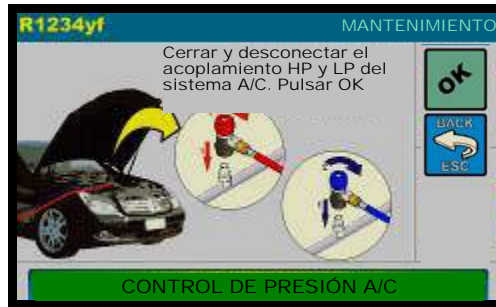 R1234yf
MANTENIMIENTO
Cerrar y desconectar el
acoplamiento HP y LP del
sistema A/C. Pulsar OK
OK
BACK
ESC
CONTROL DE PRESIÓN A/C